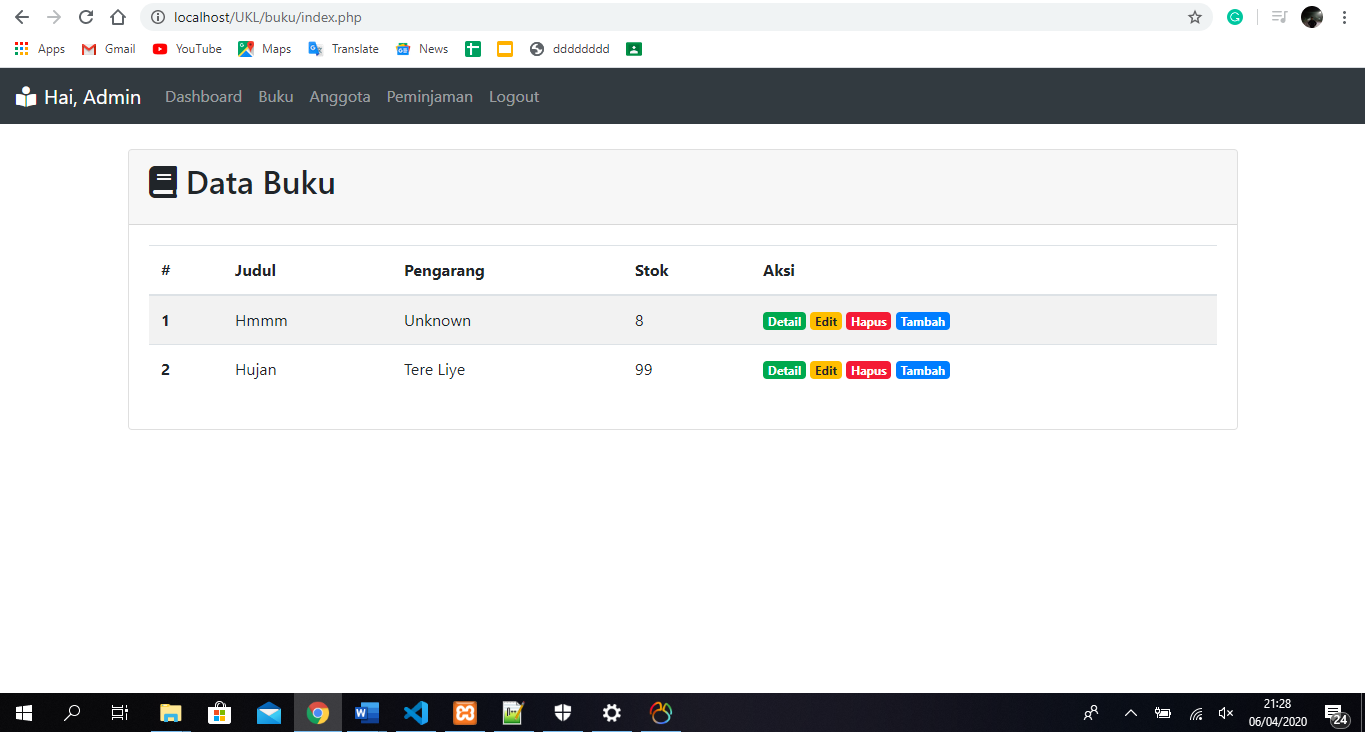 localhost/UKL/buku/index.php
Apps Gmail YouTube Maps Translate News dddddddd
Hai, Admin Dashboard Buku Anggota Peminjaman Logout
Data Buku
# Judul Pengarang Stok Aksi
1 Hmmm Unknown 8 Detail Edit Hapus Tambah
2 Hujan Tere Liye 99 Detail Edit Hapus Tambah
21:28
06/04/2020
24